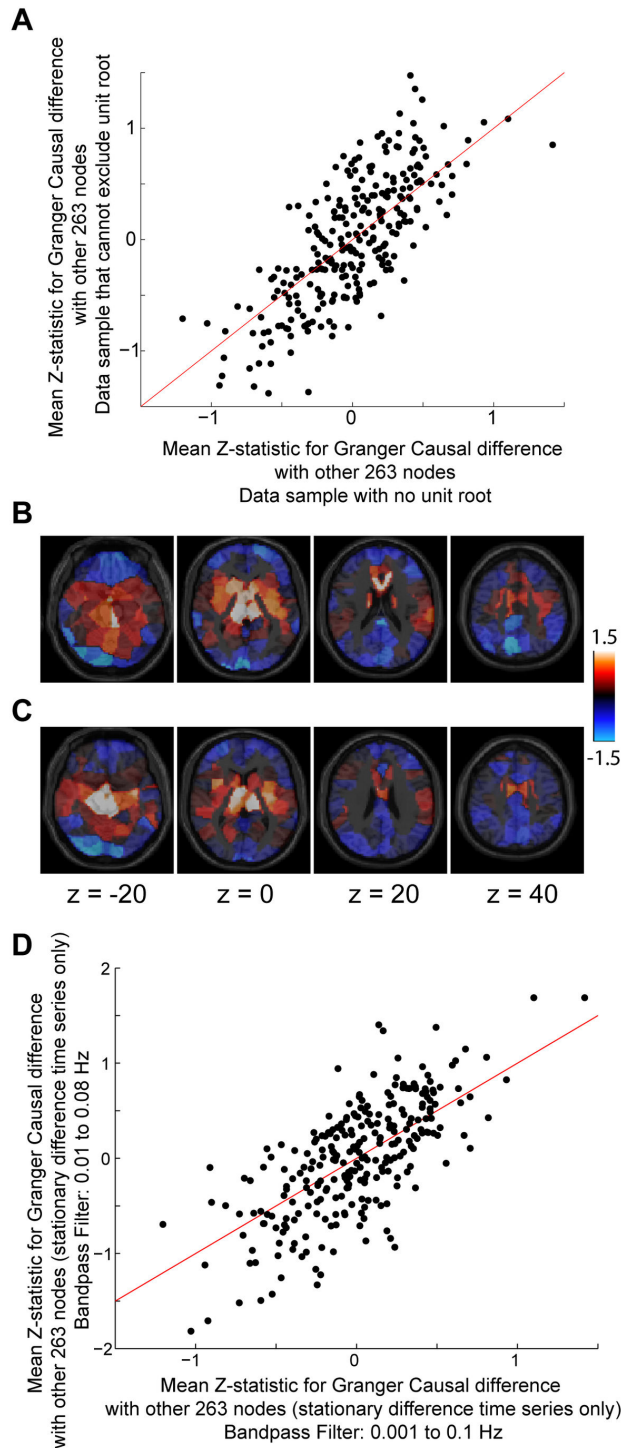 A
Mean Z-statistic for Granger Causal difference
with other 263 nodes
Data sample that cannot exclude unit root
1
0
−1
−1
0
1
Mean Z-statistic for Granger Causal difference
with other 263 nodes
Data sample with no unit root
B
1.5
-1.5
C
z = -20
z = 0
z = 20
z = 40
D
Mean Z-statistic for Granger Causal difference
with other 263 nodes (stationary difference time series only)
Bandpass Filter: 0.01 to 0.08 Hz
2
1
0
−1
−2
−1
0
1
Mean Z-statistic for Granger Causal difference
with other 263 nodes (stationary difference time series only)
Bandpass Filter: 0.001 to 0.1 Hz